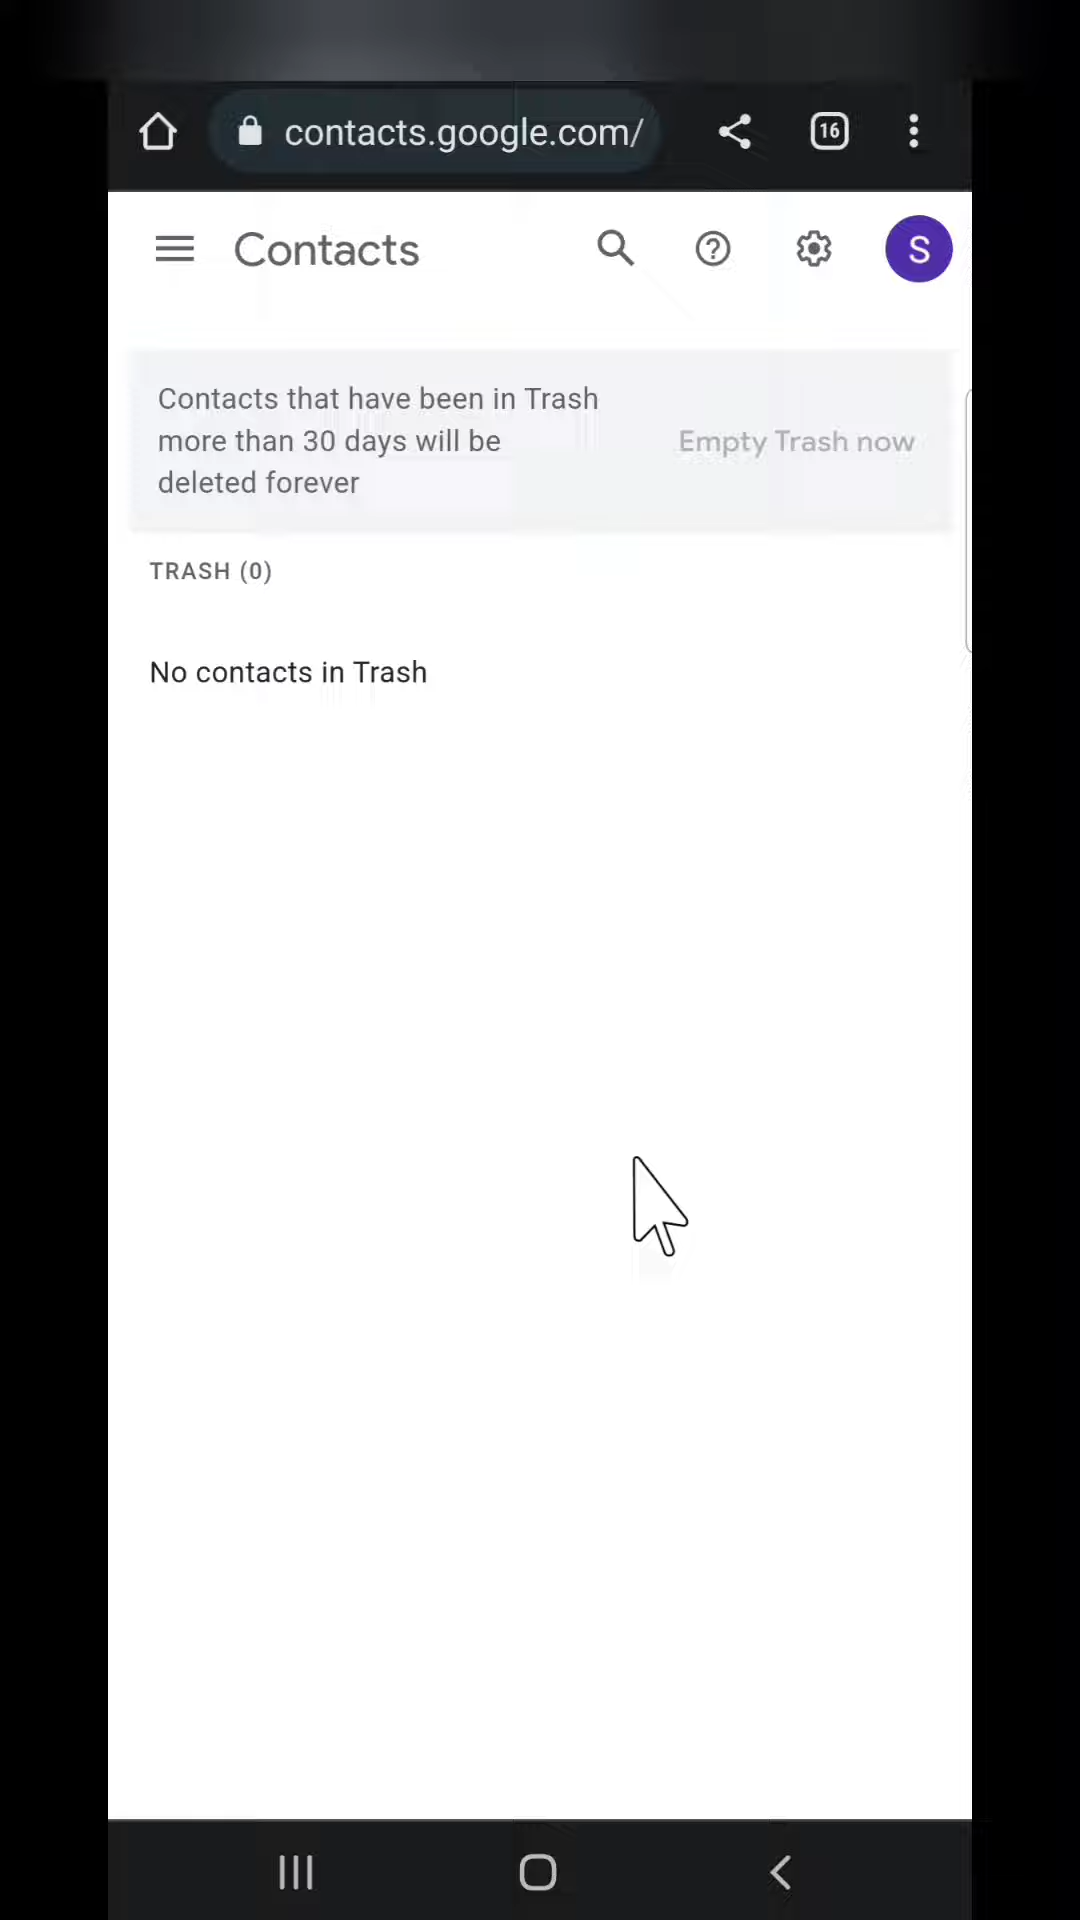 contacts.google.com/
16
Contacts
S
Contacts that have been in Trash
more than 30 days will be
deleted forever
Empty Trash now
TRASH (0)
No contacts in Trash